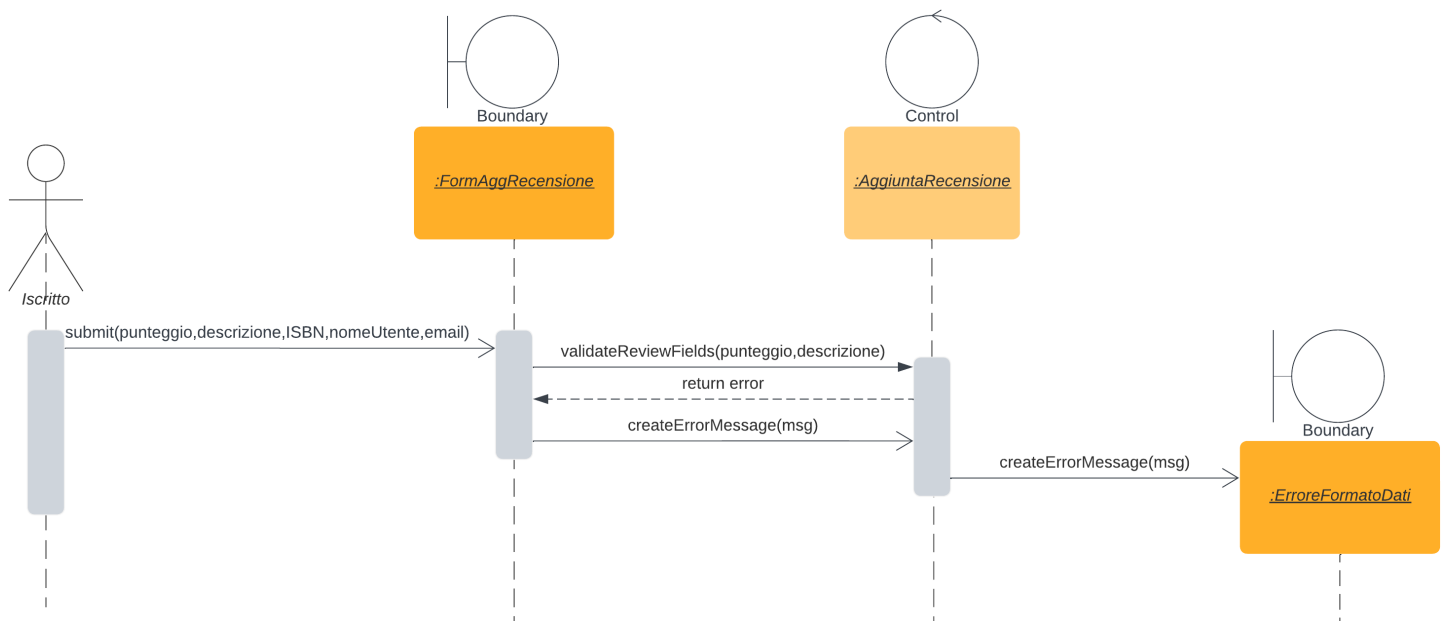 Boundary
Control
:FormAggRecensione
:AggiuntaRecensione
Iscritto
submit(punteggio,descrizione,ISBN,nomeUtente,email)
validateReviewFields(punteggio,descrizione)
return error
createErrorMessage(msg)
Boundary
createErrorMessage(msg)
:ErroreFormatoDati